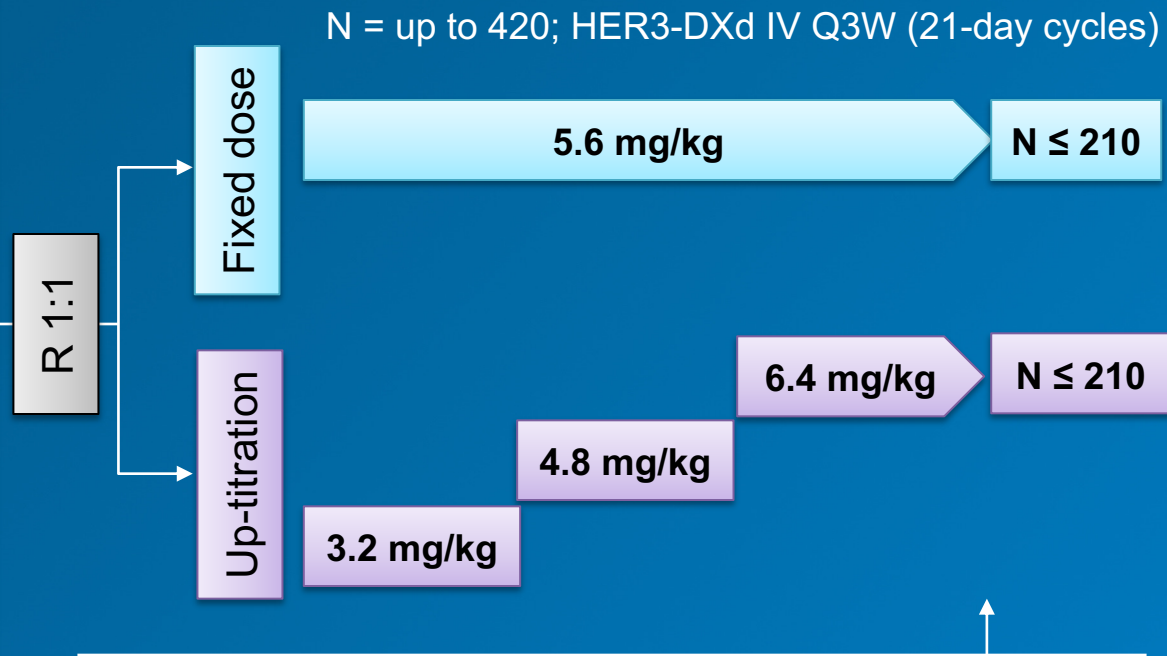 N = up to 420; HER3-DXd IV Q3W (21-day cycles)
Fixed dose
5.6 mg/kg
N ≤ 210
R 1:1
Up-titration
6.4 mg/kg
N ≤ 210
4.8 mg/kg
3.2 mg/kg